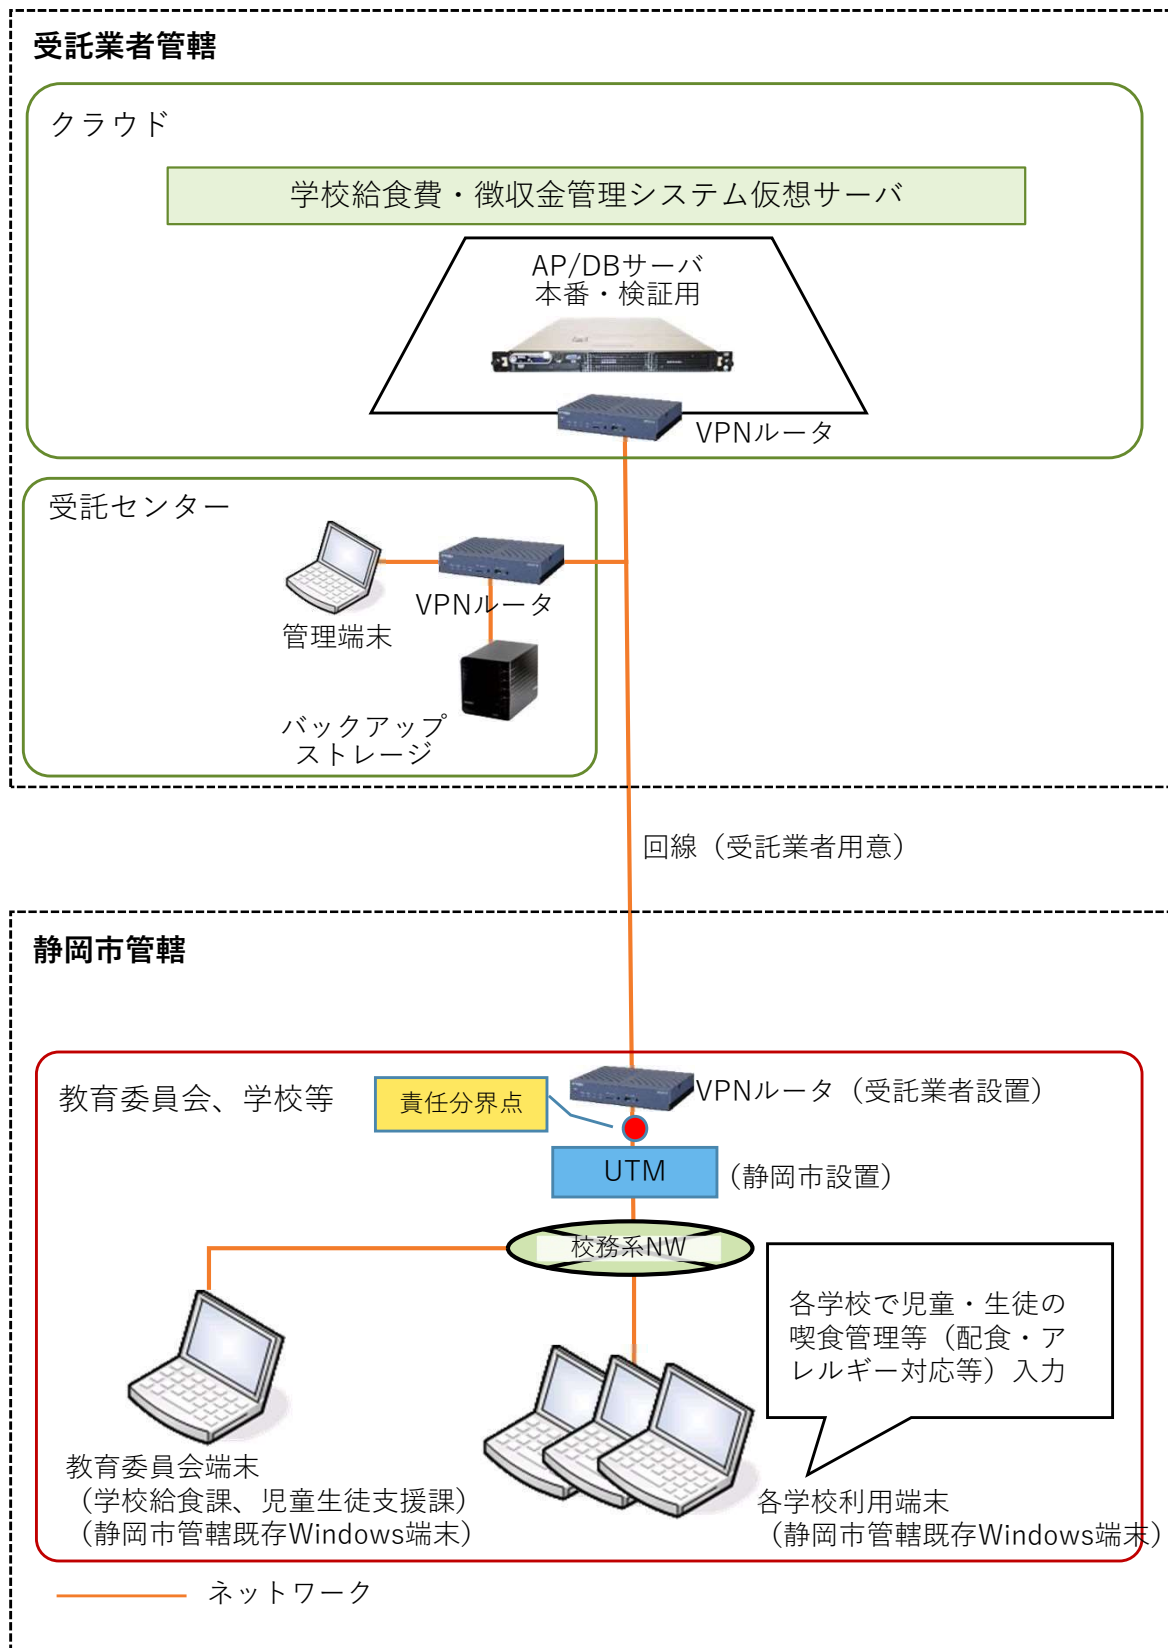 受託業者管轄
クラウド
学校給食費・徴収金管理システム仮想サーバ
AP/DBサーバ
本番・検証用
VPNルータ
受託センター
VPNルータ
管理端末
バックアップ
ストレージ
回線（受託業者用意）
静岡市管轄
教育委員会、学校等
責任分界点
VPNルータ（受託業者設置）
UTM
（静岡市設置）
校務系NW
各学校で児童・生徒の
喫食管理等（配食・ア
レルギー対応等）入力
教育委員会端末
（学校給食課、児童生徒支援課）
（静岡市管轄既存Windows端末）
各学校利用端末
（静岡市管轄既存Windows端末）
ネットワーク